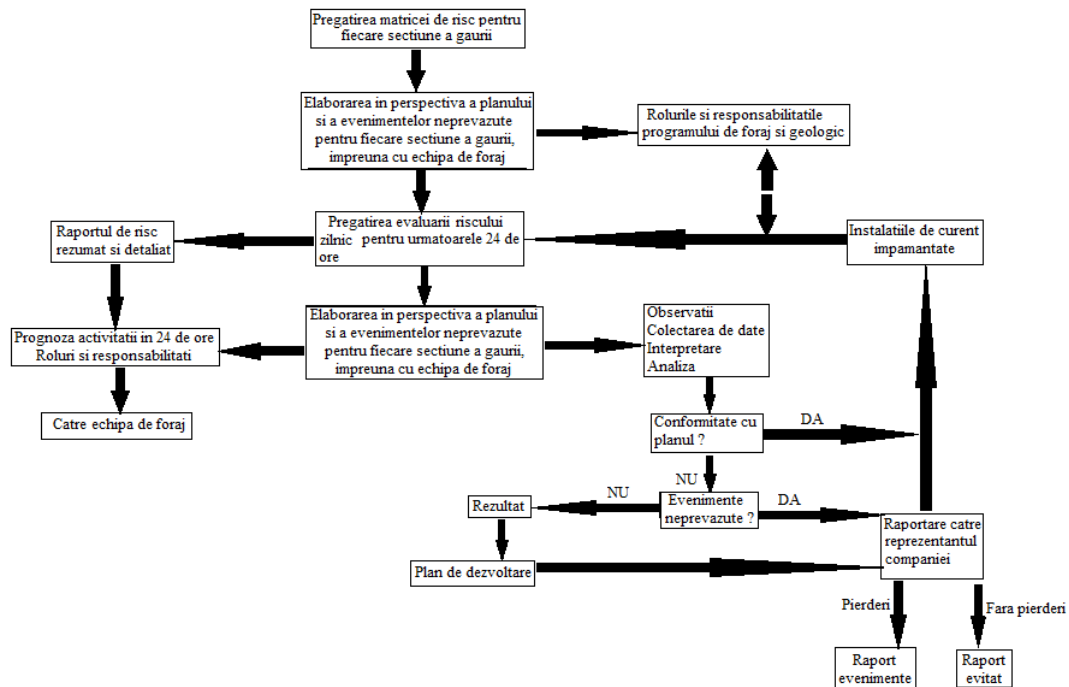 Pregatirea matricei de risc pentru
fiecare sectiune a gaurii
Elaborarea in perspectiva a planului
si a evenimentelor neprevazute
pentru fiecare sectiune a gaurii,
impreuna cu echipa de foraj
Rolurile si responsabilitatile
programului de foraj si geologic
Raportul de risc
rezumat si detaliat
Pregatirea evaluarii riscului
zilnic pentru urmatoarele 24 de
ore
Instalatiile de curent
impamantate
Prognoza activitatii in 24 de ore
Roluri si responsabilitati
Elaborarea in perspectiva a planului
si a evenimentelor neprevazute
pentru fiecare sectiune a gaurii,
impreuna cu echipa de foraj
Observatii
Colectarea de date
Interpretare
Analiza
Catre echipa de foraj
Conformitate cu
planul ?
DA
NU
Rezultat
NU
Evenimente
neprevazute ?
DA
Raportare catre
reprezentantul
companiei
Plan de dezvoltare
Pierderi
Fara pierderi
Raport
evenimente
Raport
evitat